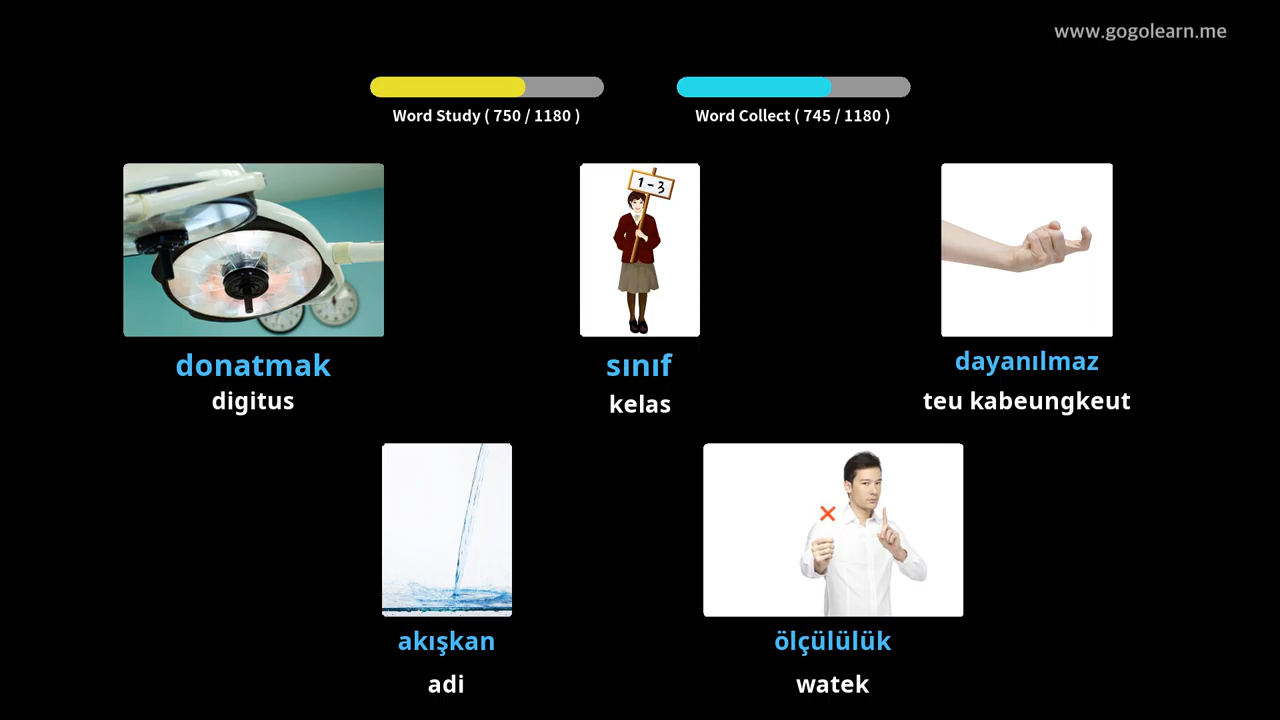 www.gogolearn.me
Word Study ( 750 / 1180 )
Word Collect ( 745 / 1180 )
1 - 3
donatmak
digitus
sınıf
kelas
dayanılmaz
teu kabeungkeut
akışkan
adi
ölçülülük
watek